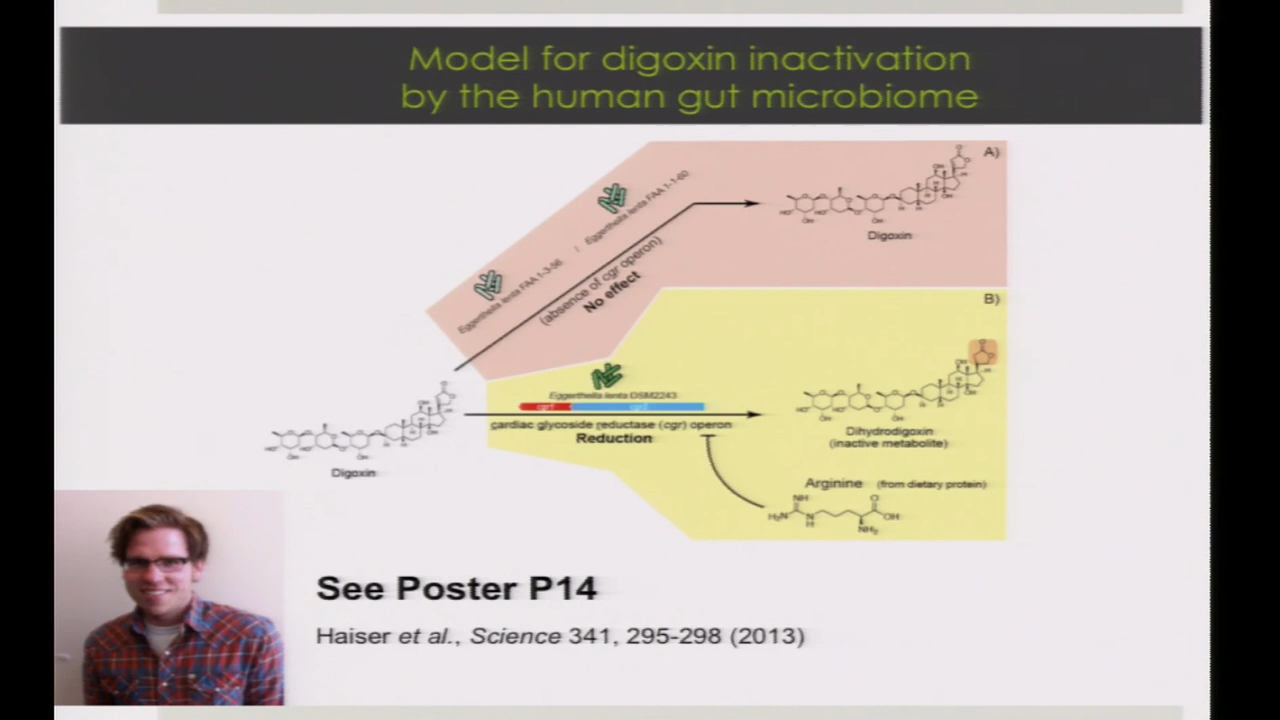 Model for digoxin inactivation
by the human gut microbiome
A)
Eggerthella lenta FAA 1-3-56 / Eggerthella lenta FAA 1-1-60
(absence of cgr operon)
No effect
Digoxin
B)
Eggerthella lenta DSM2243
cgr1 cgr2
cardiac glycoside reductase (cgr) operon
Reduction
Digoxin
Dihydrodigoxin
(inactive metabolite)
Arginine (from dietary protein)
See Poster P14
Haiser et al., Science 341, 295-298 (2013)